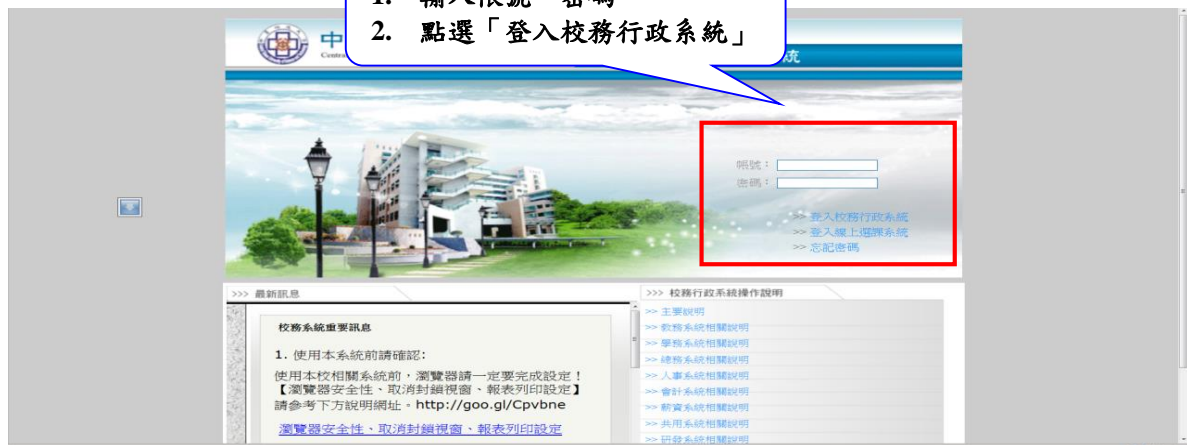 2. 點選「登入校務行政系統」
中
統
帳號：
密碼：
>> 登入校務行政系統
>> 登入線上選課系統
>> 忘記密碼
>>> 最新訊息
>>> 校務行政系統操作說明
校務系統重要訊息
1. 使用本系統前請確認：
使用本校相關系統前，瀏覽器請一定要完成設定！
【瀏覽器安全性、取消封鎖視窗、報表列印設定】
請參考下方說明網址。http://goo.gl/Cpvbne
瀏覽器安全性、取消封鎖視窗、報表列印設定
>> 主要說明
>> 教務系統相關說明
>> 學務系統相關說明
>> 總務系統相關說明
>> 人事系統相關說明
>> 會計系統相關說明
>> 薪資系統相關說明
>> 共用系統相關說明
>> 研發系統相關說明